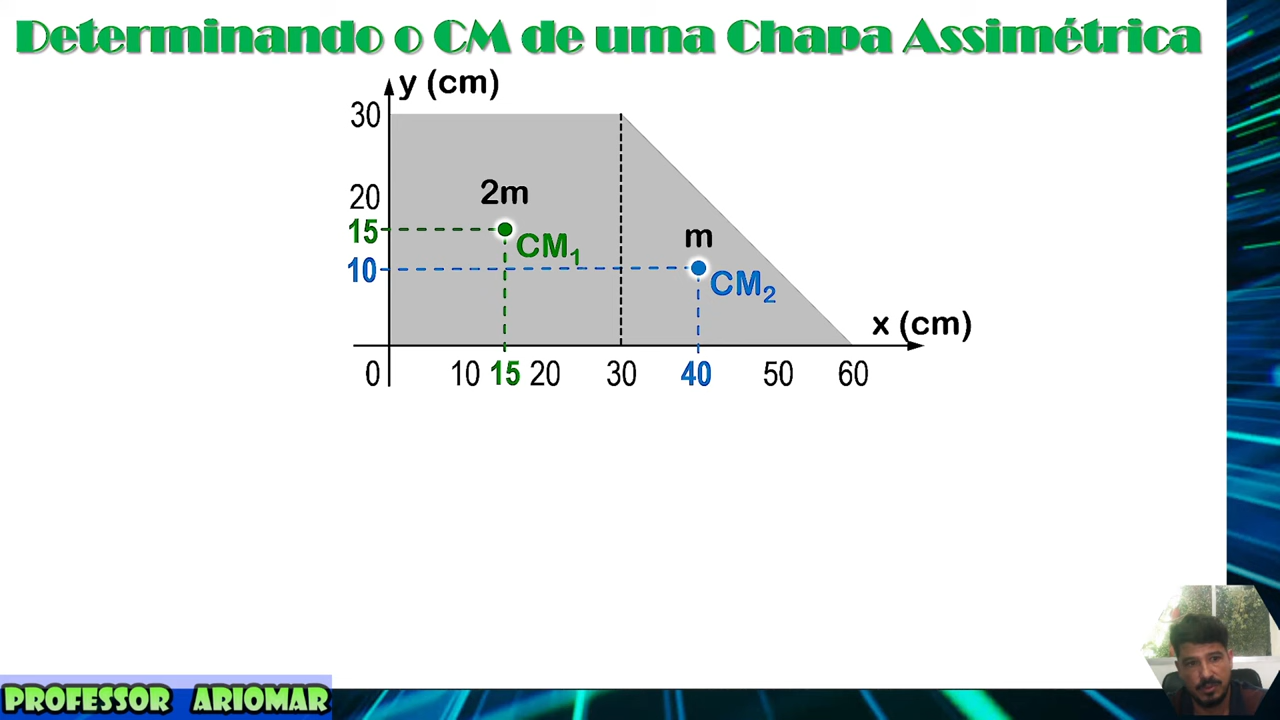 Determinando o CM de uma Chapa Assimétrica
y (cm)
30
20
15
10
2m
CM₁
m
CM₂
x (cm)
0 10 15 20 30 40 50 60
PROFESSOR ARIOMAR